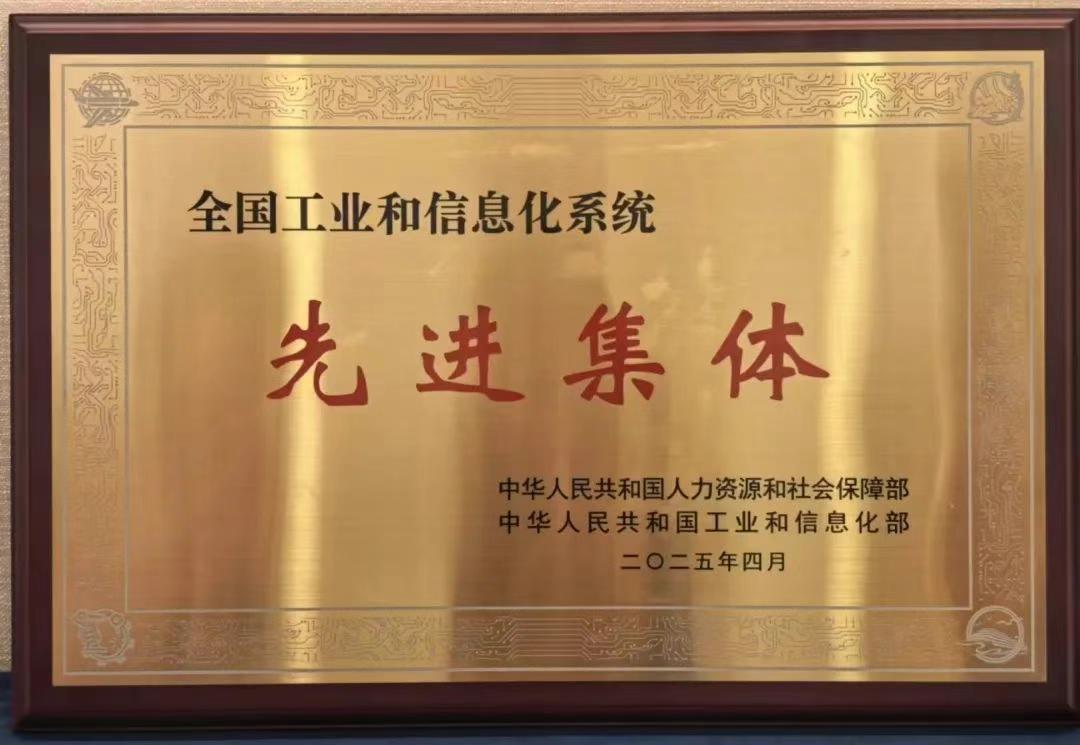 全国工业和信息化系统
先进集体
中华人民共和国人力资源和社会保障部
中华人民共和国工业和信息化部
二〇二五年四月